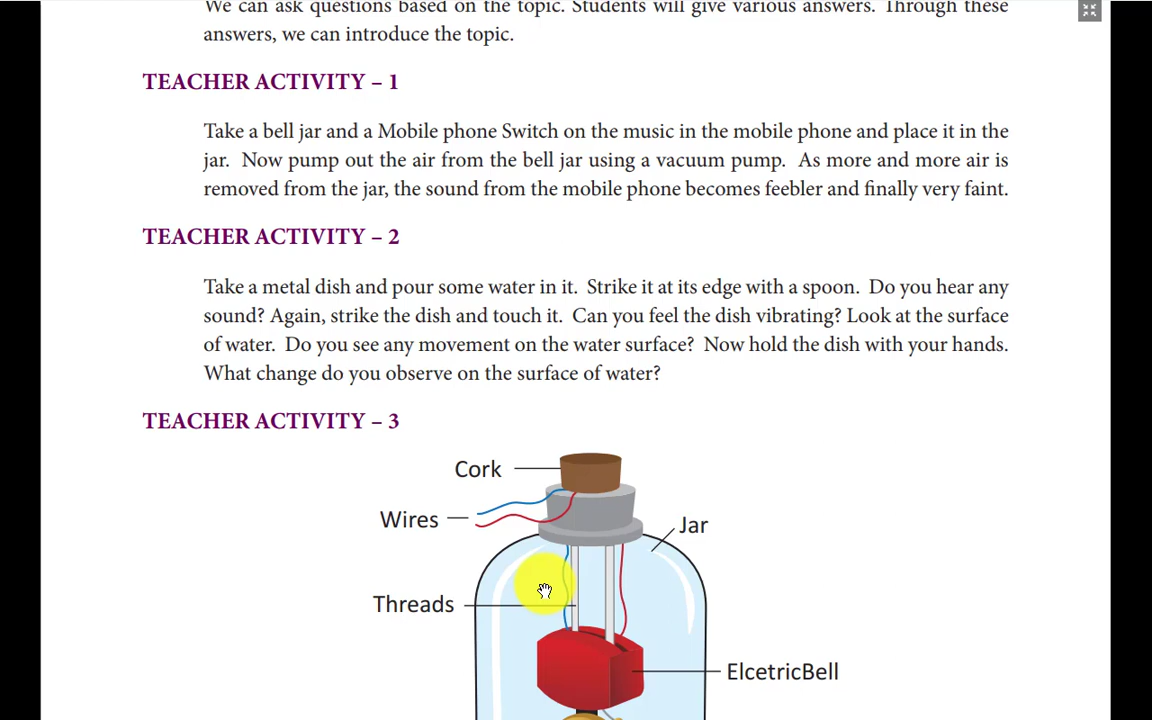 We can ask questions based on the topic. Students will give various answers. Through these
answers, we can introduce the topic.
TEACHER ACTIVITY – 1
Take a bell jar and a Mobile phone Switch on the music in the mobile phone and place it in the
jar. Now pump out the air from the bell jar using a vacuum pump. As more and more air is
removed from the jar, the sound from the mobile phone becomes feebler and finally very faint.
TEACHER ACTIVITY – 2
Take a metal dish and pour some water in it. Strike it at its edge with a spoon. Do you hear any
sound? Again, strike the dish and touch it. Can you feel the dish vibrating? Look at the surface
of water. Do you see any movement on the water surface? Now hold the dish with your hands.
What change do you observe on the surface of water?
TEACHER ACTIVITY – 3
Cork
Wires
Jar
Threads
ElcetricBell